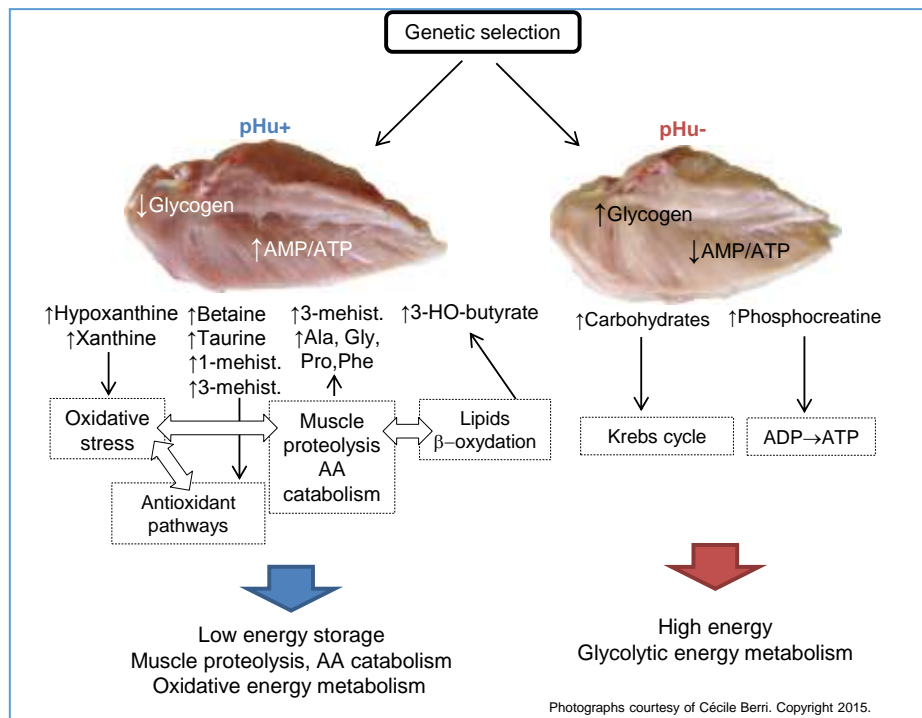 Genetic selection
pHu+
pHu-
↓Glycogen
↑AMP/ATP
↑Glycogen
↓AMP/ATP
↑Hypoxanthine
↑Xanthine
↑Betaine
↑Taurine
↑1-mehist.
↑3-mehist.
↑3-mehist.
↑Ala, Gly,
Pro,Phe
↑3-HO-butyrate
↑Carbohydrates
↑Phosphocreatine
Oxidative
stress
Muscle
proteolysis
AA
catabolism
Lipids
β–oxydation
Antioxidant
pathways
Krebs cycle
ADP→ATP
Low energy storage
Muscle proteolysis, AA catabolism
Oxidative energy metabolism
High energy
Glycolytic energy metabolism
Photographs courtesy of Cécile Berri. Copyright 2015.